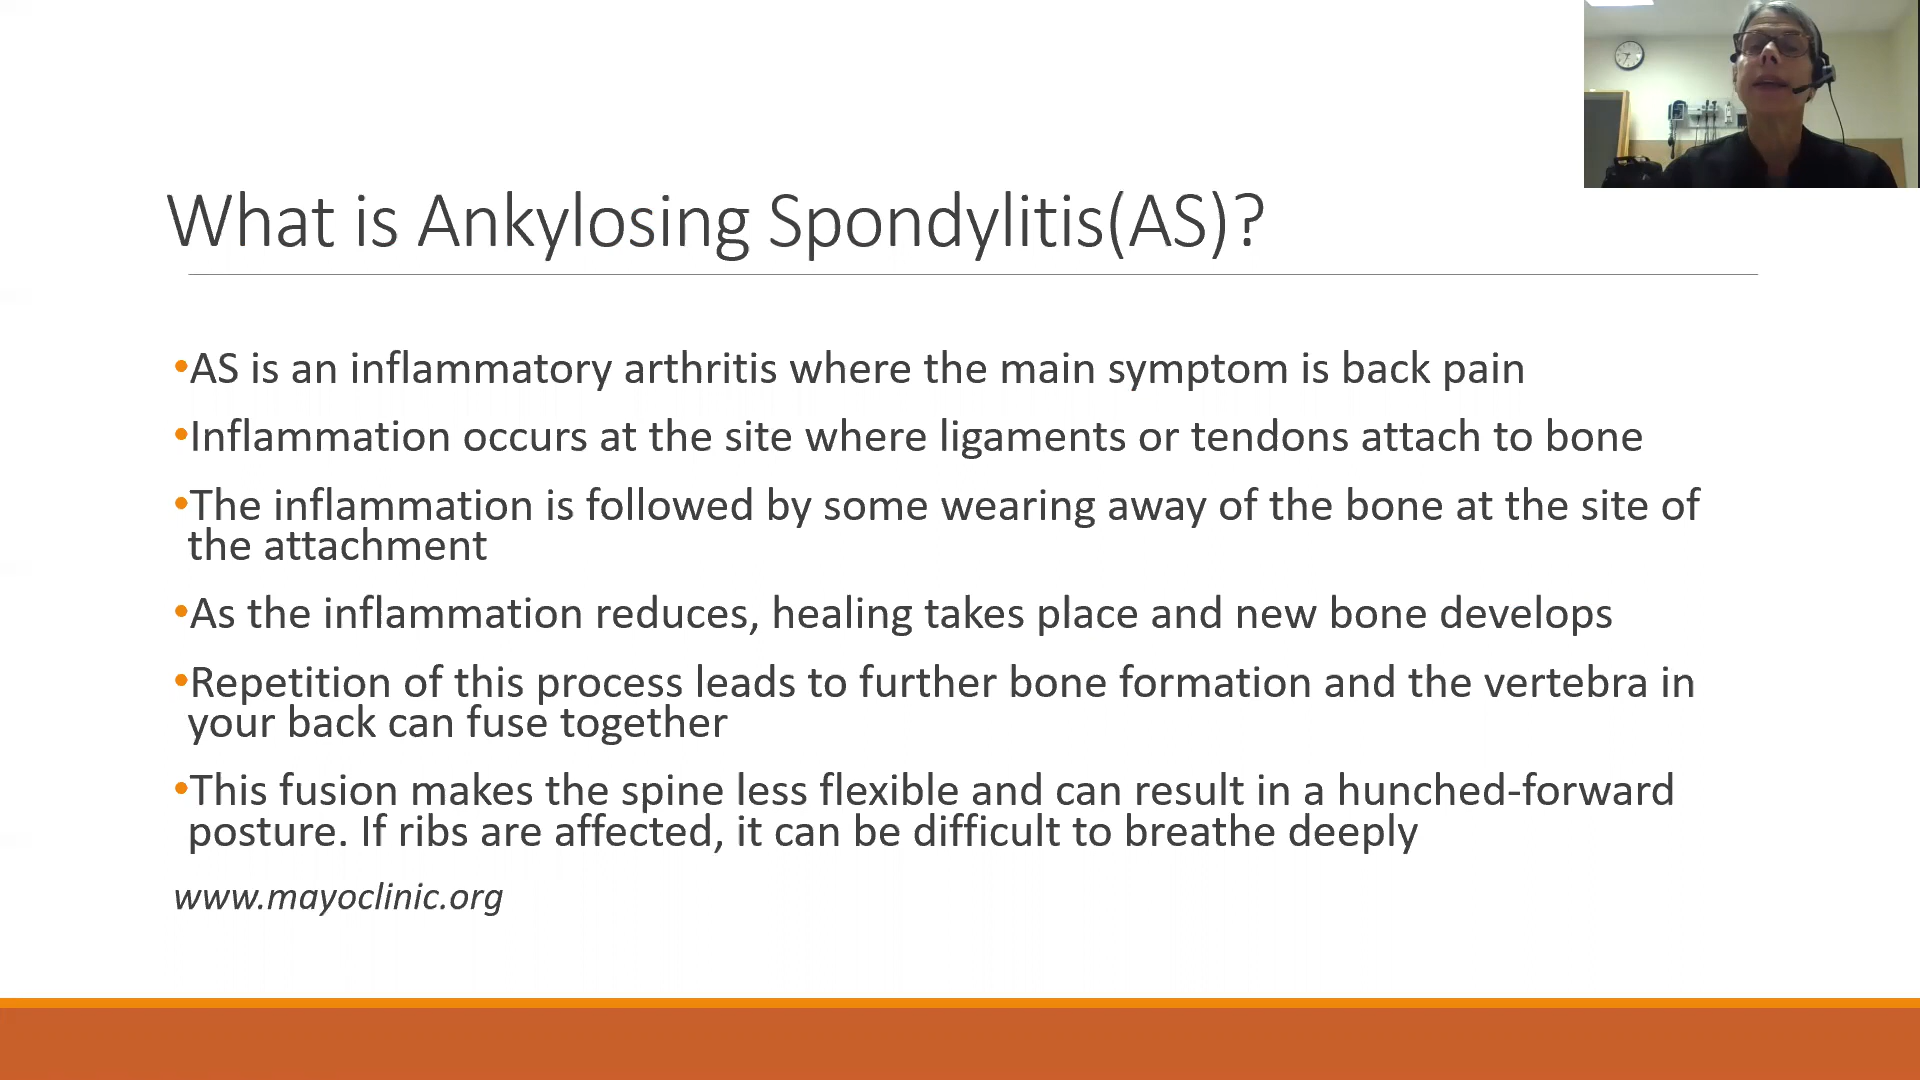 What is Ankylosing Spondylitis(AS)?
•AS is an inflammatory arthritis where the main symptom is back pain
•Inflammation occurs at the site where ligaments or tendons attach to bone
•The inflammation is followed by some wearing away of the bone at the site of
the attachment
•As the inflammation reduces, healing takes place and new bone develops
•Repetition of this process leads to further bone formation and the vertebra in
your back can fuse together
•This fusion makes the spine less flexible and can result in a hunched-forward
posture. If ribs are affected, it can be difficult to breathe deeply
www.mayoclinic.org